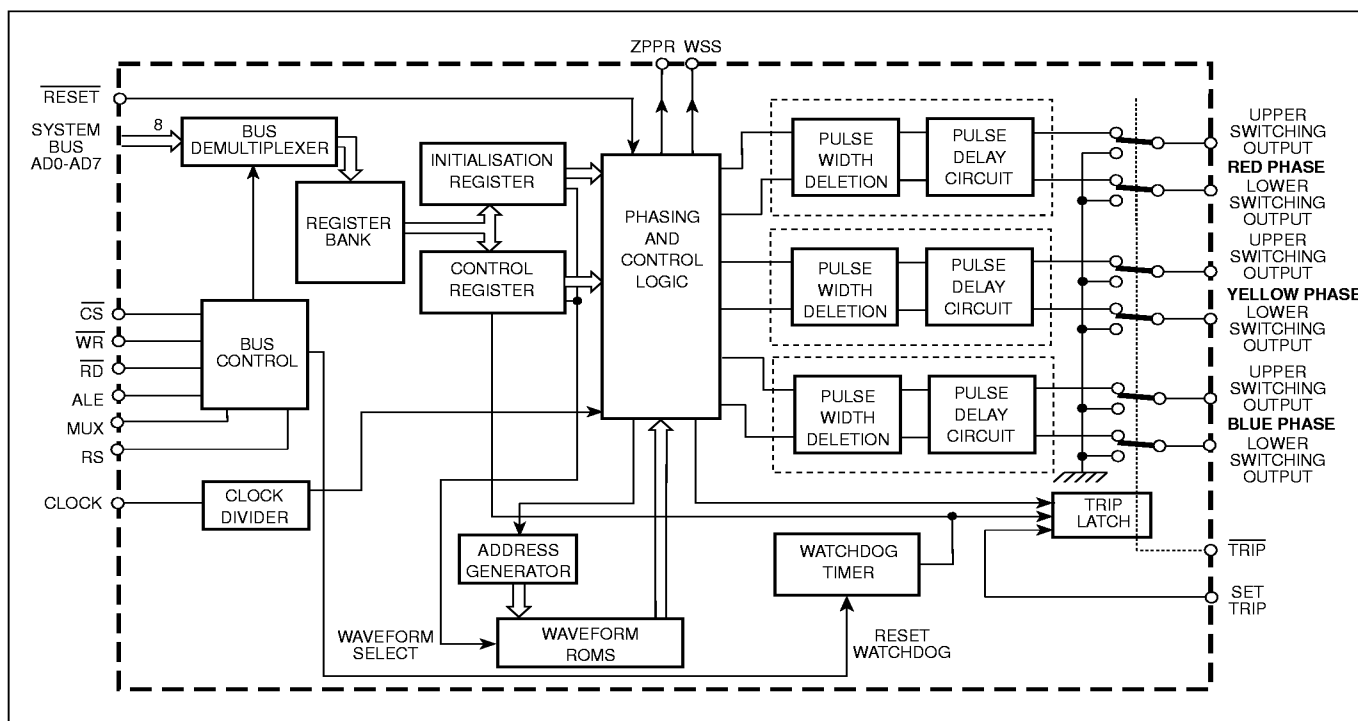 ZPPR WSS
RESET
SYSTEM
BUS
AD0-AD7
8
BUS
DEMULTIPLEXER
REGISTER
BANK
INITIALISATION
REGISTER
CONTROL
REGISTER
PHASING
AND
CONTROL
LOGIC
PULSE
WIDTH
DELETION
PULSE
DELAY
CIRCUIT
UPPER
SWITCHING
OUTPUT
RED PHASE
LOWER
SWITCHING
OUTPUT
PULSE
WIDTH
DELETION
PULSE
DELAY
CIRCUIT
UPPER
SWITCHING
OUTPUT
YELLOW PHASE
LOWER
SWITCHING
OUTPUT
PULSE
WIDTH
DELETION
PULSE
DELAY
CIRCUIT
UPPER
SWITCHING
OUTPUT
BLUE PHASE
LOWER
SWITCHING
OUTPUT
CS
WR
RD
ALE
MUX
RS
BUS
CONTROL
CLOCK
CLOCK
DIVIDER
ADDRESS
GENERATOR
WAVEFORM
SELECT
WAVEFORM
ROMS
WATCHDOG
TIMER
RESET
WATCHDOG
TRIP
LATCH
TRIP
SET
TRIP